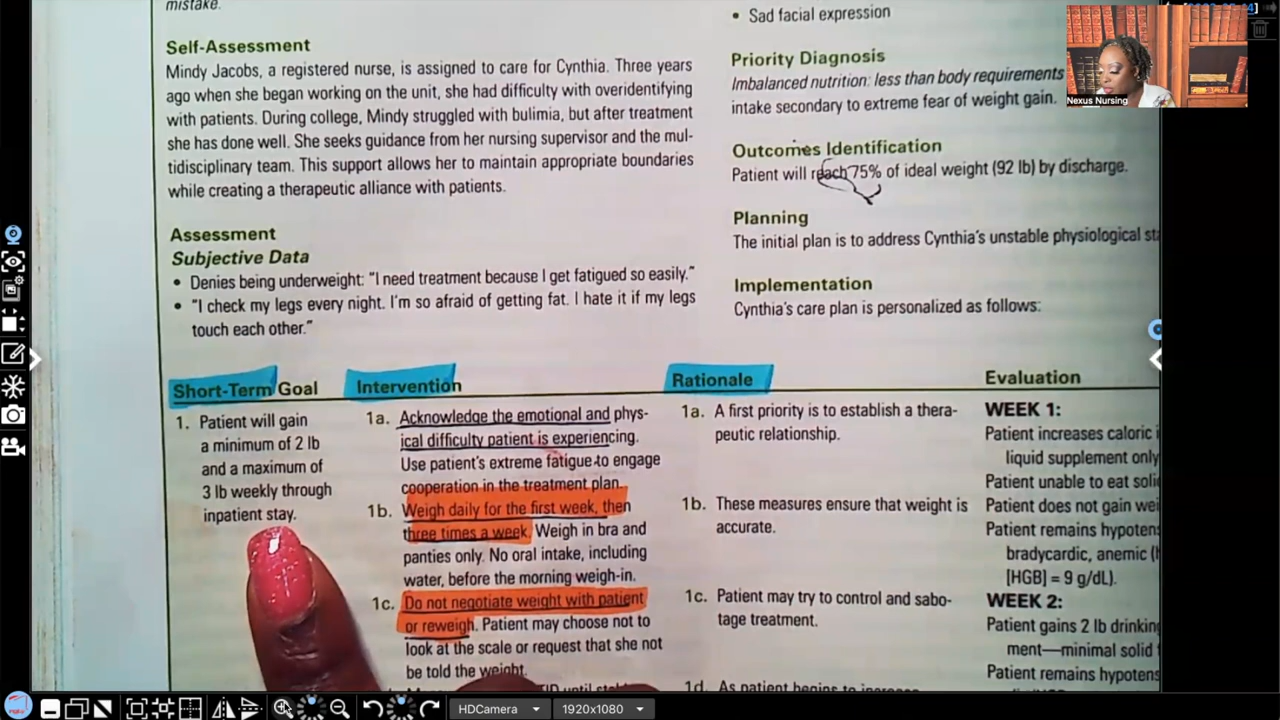 mistake.
Self-Assessment
Mindy Jacobs, a registered nurse, is assigned to care for Cynthia. Three years
ago when she began working on the unit, she had difficulty with overidentifying
with patients. During college, Mindy struggled with bulimia, but after treatment
she has done well. She seeks guidance from her nursing supervisor and the mul-
tidisciplinary team. This support allows her to maintain appropriate boundaries
while creating a therapeutic alliance with patients.
Assessment
Subjective Data
• Denies being underweight: “I need treatment because I get fatigued so easily.”
• “I check my legs every night. I’m so afraid of getting fat. I hate it if my legs
touch each other.”
• Sad facial expression
Priority Diagnosis
Imbalanced nutrition: less than body requirements
intake secondary to extreme fear of weight gain.
Outcomes Identification
Patient will reach 75% of ideal weight (92 lb) by discharge.
Planning
The initial plan is to address Cynthia’s unstable physiological
Implementation
Cynthia’s care plan is personalized as follows:
Short-Term Goal
1. Patient will gain
a minimum of 2 lb
and a maximum of
3 lb weekly through
inpatient stay.
Intervention
1a. Acknowledge the emotional and phys-
ical difficulty patient is experiencing.
Use patient’s extreme fatigue to engage
cooperation in the treatment plan.
1b. Weigh daily for the first week, then
three times a week. Weigh in bra and
panties only. No oral intake, including
water, before the morning weigh-in.
1c. Do not negotiate weight with patient
or reweigh. Patient may choose not to
look at the scale or request that she not
be told the weight.
Rationale
1a. A first priority is to establish a thera-
peutic relationship.
1b. These measures ensure that weight is
accurate.
1c. Patient may try to control and sabo-
tage treatment.
1d. As patient begins to increase
Evaluation
WEEK 1:
Patient increases caloric
liquid supplement only
Patient unable to eat
Patient does not gain
Patient remains
bradycardic, anemic
[HGB] = 9 g/dL).
WEEK 2:
Patient gains 2 lb
ment—minimal solid
Patient remains
Nexus Nursing
HDCamera
1920x1080